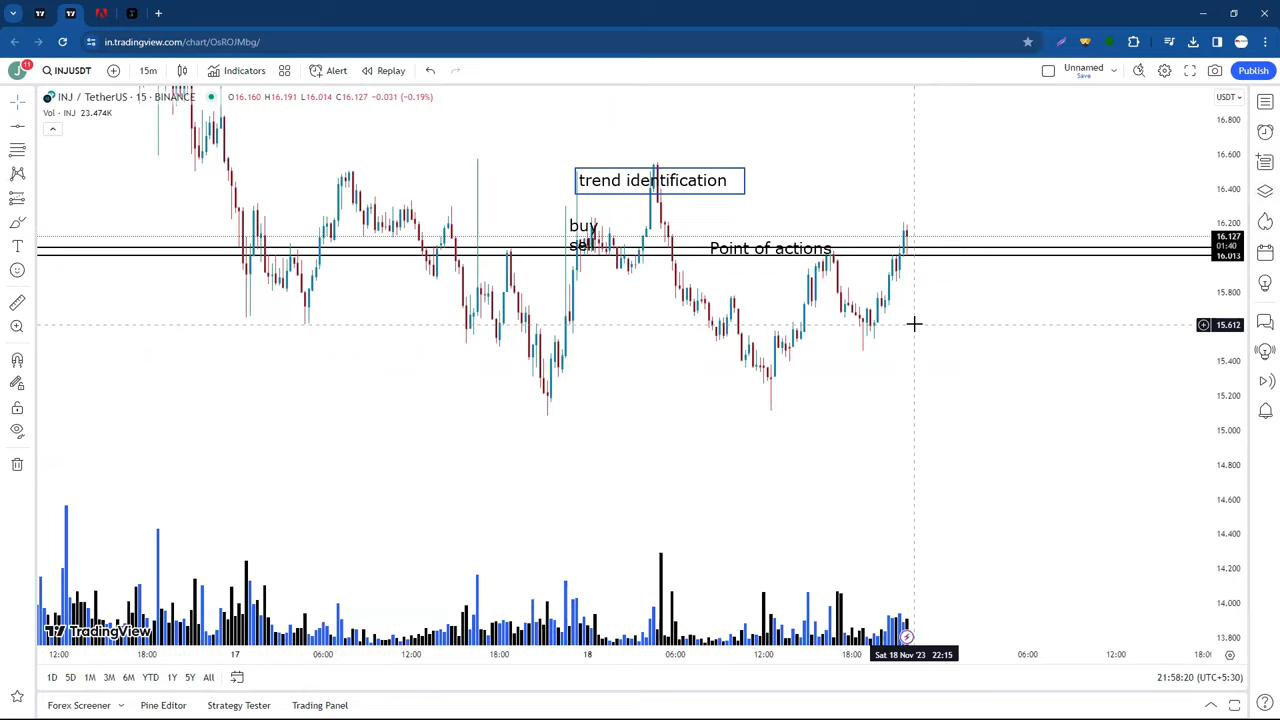 in.tradingview.com/chart/OsROJMbg/
11
INJUSDT
15m
Indicators
Alert
Replay
Unnamed
Save
Publish
INJ / TetherUS · 15 · BINANCE
O16.160 H16.191 L16.014 C16.127 −0.031 (−0.19%)
USDT
Vol · INJ 23.474K
16.800
16.600
trend identification
16.400
16.200
buy
sell
Point of actions
16.127
01:40
16.013
15.800
15.612
15.400
15.200
15.000
14.800
14.600
14.400
14.200
14.000
13.800
TradingView
12:00 18:00 17 06:00 12:00 18:00 18 06:00 12:00 18:00 Sat 18 Nov '23 22:15 06:00 12:00 18:0
1D 5D 1M 3M 6M YTD 1Y 5Y All
21:58:20 (UTC+5:30)
Forex Screener Pine Editor Strategy Tester Trading Panel